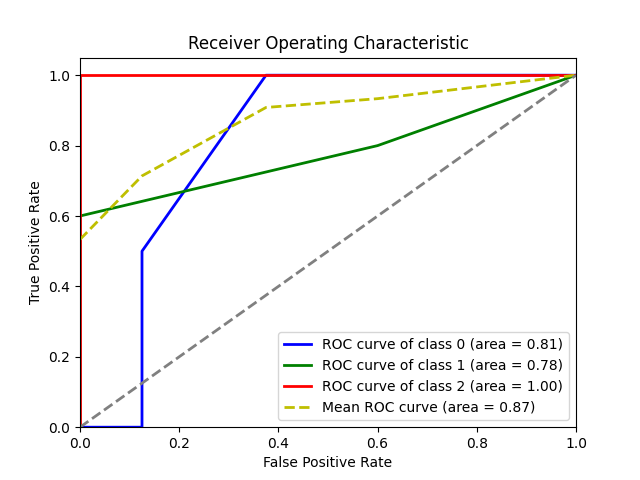 Receiver Operating Characteristic
True Positive Rate
1.0
0.8
0.6
0.4
0.2
0.0
ROC curve of class 0 (area = 0.81)
ROC curve of class 1 (area = 0.78)
ROC curve of class 2 (area = 1.00)
Mean ROC curve (area = 0.87)
0.0 0.2 0.4 0.6 0.8 1.0
False Positive Rate